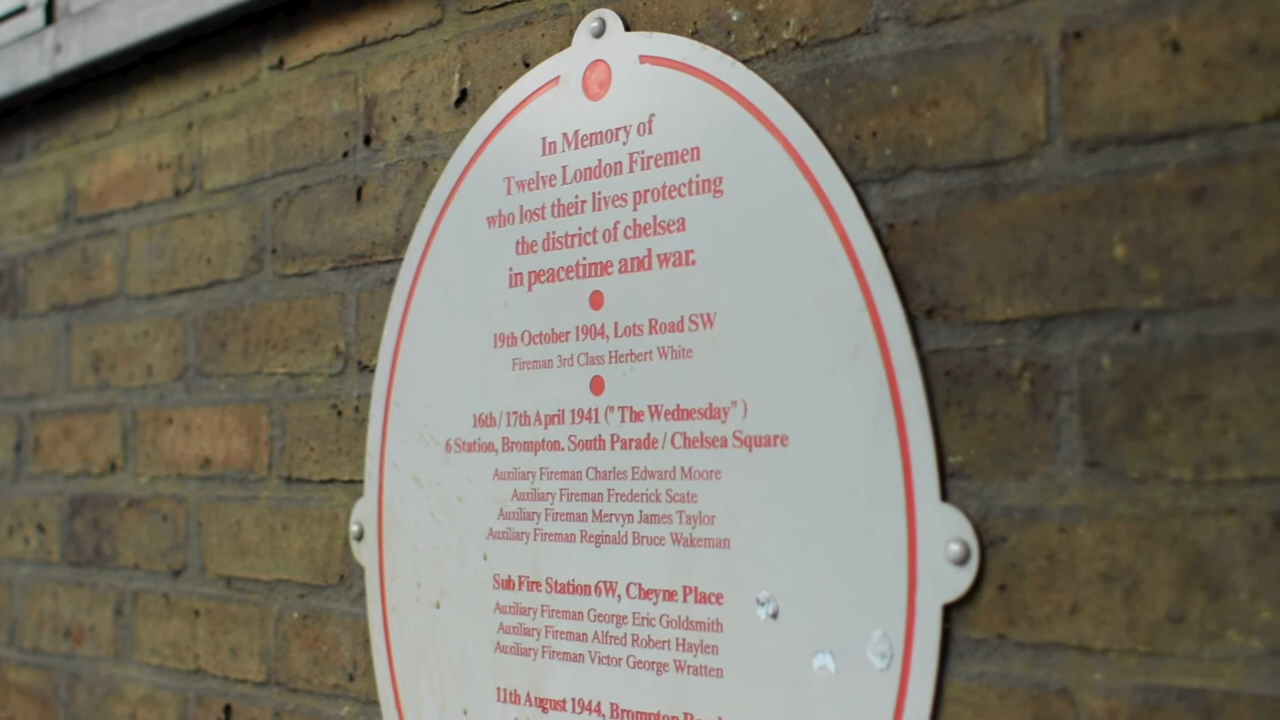 In Memory of
Twelve London Firemen
who lost their lives protecting
the district of chelsea
in peacetime and war.
19th October 1904, Lots Road SW
Fireman 3rd Class Herbert White
16th / 17th April 1941 ("The Wednesday" )
6 Station, Brompton. South Parade / Chelsea Square
Auxiliary Fireman Charles Edward Moore
Auxiliary Fireman Frederick Scate
Auxiliary Fireman Mervyn James Taylor
Auxiliary Fireman Reginald Bruce Wakeman
Sub Fire Station 6W, Cheyne Place
Auxiliary Fireman George Eric Goldsmith
Auxiliary Fireman Alfred Robert Haylen
Auxiliary Fireman Victor George Wratten
11th August 1944, Brompton